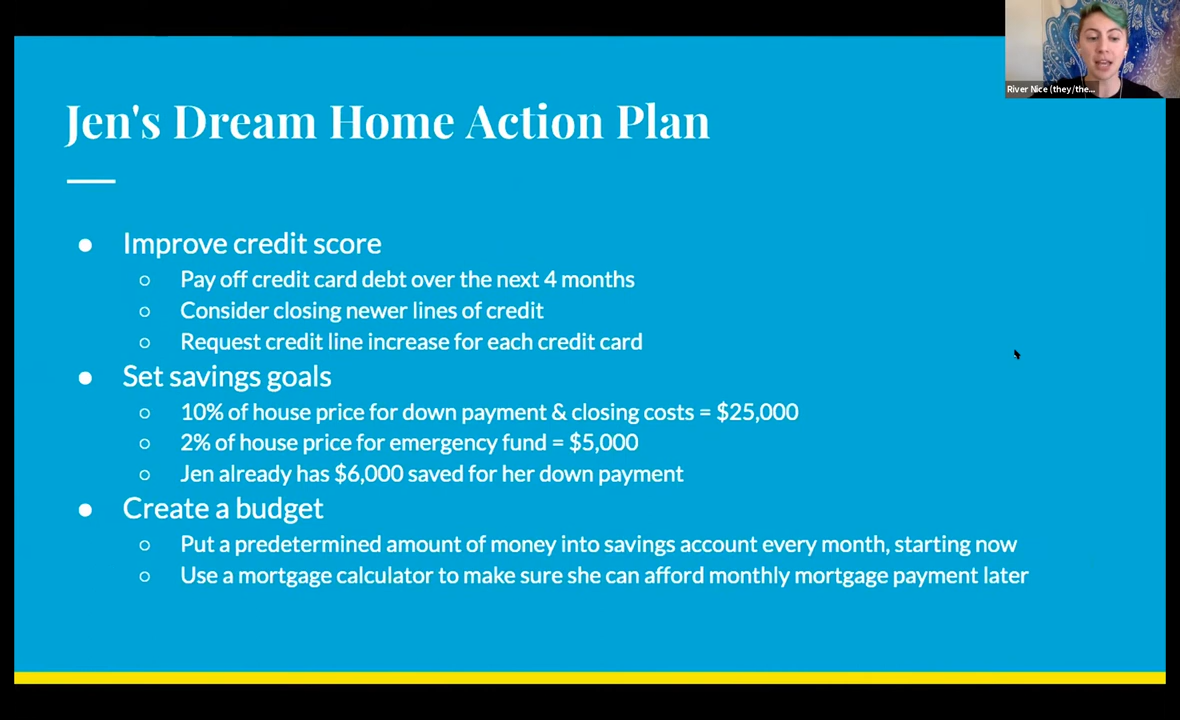 River Nice (they/the...
Jen's Dream Home Action Plan
● Improve credit score
○ Pay off credit card debt over the next 4 months
○ Consider closing newer lines of credit
○ Request credit line increase for each credit card
● Set savings goals
○ 10% of house price for down payment & closing costs = $25,000
○ 2% of house price for emergency fund = $5,000
○ Jen already has $6,000 saved for her down payment
● Create a budget
○ Put a predetermined amount of money into savings account every month, starting now
○ Use a mortgage calculator to make sure she can afford monthly mortgage payment later